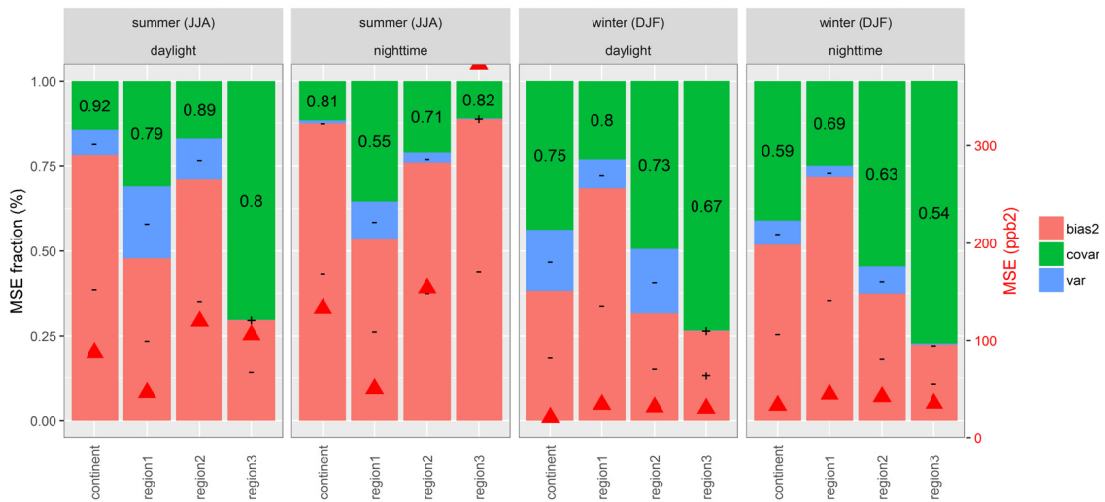 summer (JJA)
daylight
summer (JJA)
nighttime
winter (DJF)
daylight
winter (DJF)
nighttime
MSE fraction (%)
1.00
0.75
0.50
0.25
0.00
0.92
0.79
0.89
0.8
0.81
0.55
0.71
0.82
0.75
0.8
0.73
0.67
0.59
0.69
0.63
0.54
300
200
100
0
MSE (ppb2)
bias2
covar
var
continent
region1
region2
region3
continent
region1
region2
region3
continent
region1
region2
region3
continent
region1
region2
region3